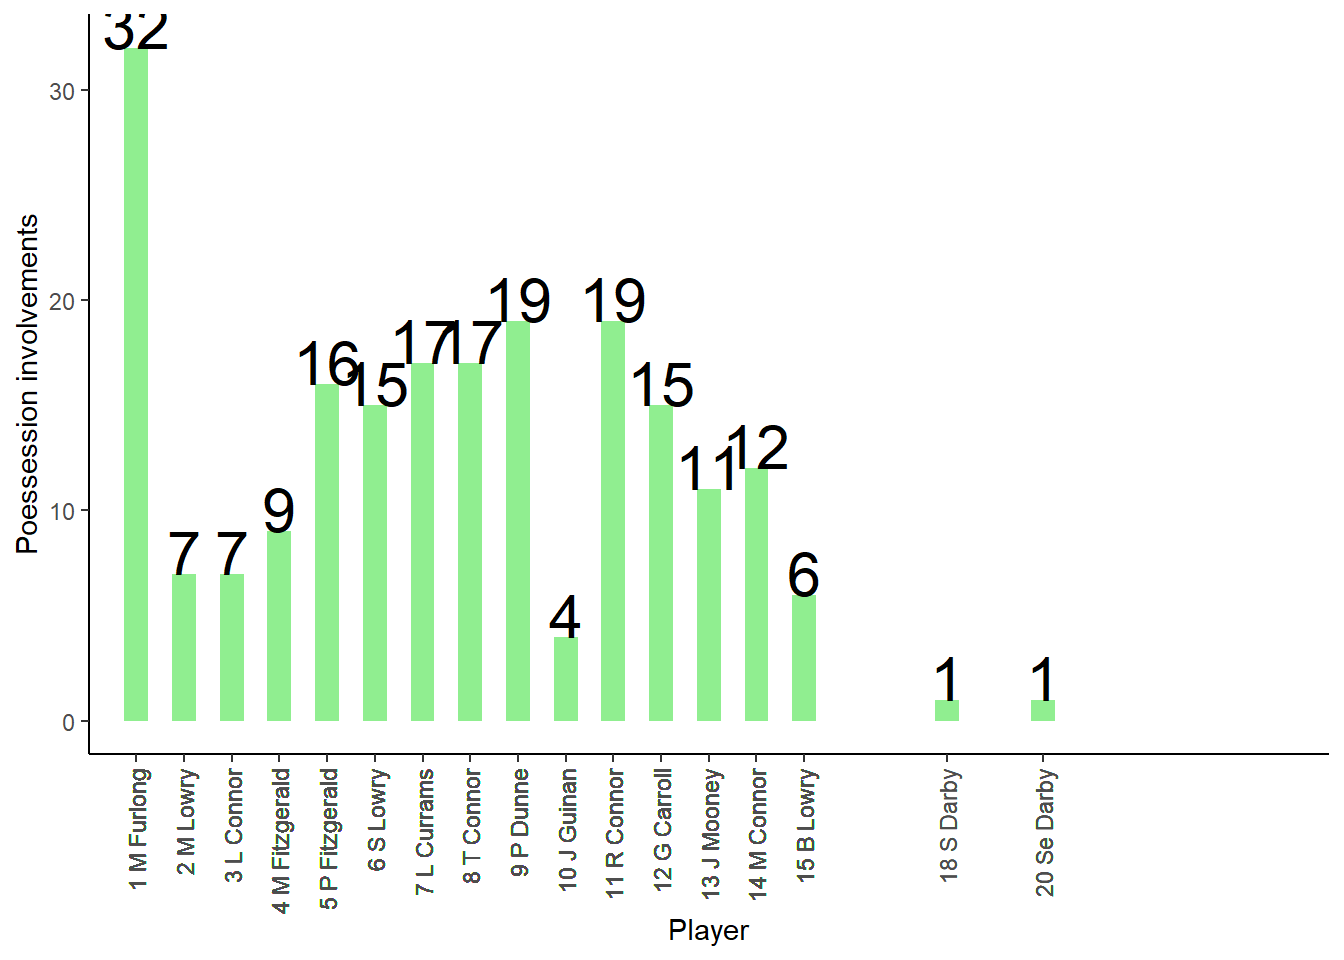 32
30
20
10
0
Poessession involvements
7
7
9
16
15
17
17
19
4
19
15
11
12
6
1
1
1 M Furlong
2 M Lowry
3 L Connor
4 M Fitzgerald
5 P Fitzgerald
6 S Lowry
7 L Currams
8 T Connor
9 P Dunne
10 J Guinan
11 R Connor
12 G Carroll
13 J Mooney
14 M Connor
15 B Lowry
18 S Darby
20 Se Darby
Player